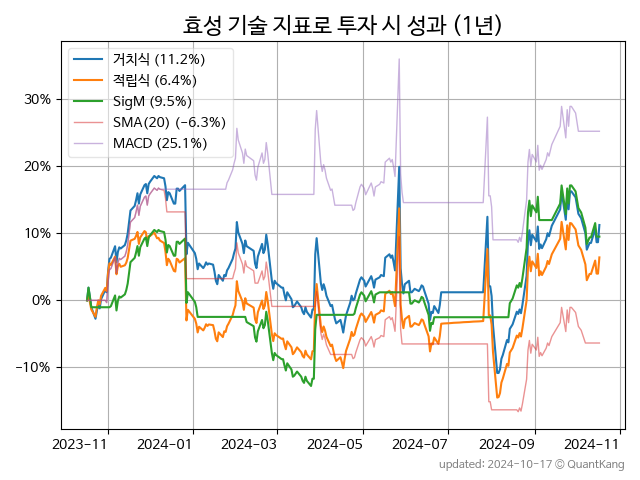 효성 기술 지표로 투자 시 성과 (1년)
거치식 (11.2%)
적립식 (6.4%)
SigM (9.5%)
SMA(20) (−6.3%)
MACD (25.1%)
30%
20%
10%
0%
−10%
2023-11 2024-01 2024-03 2024-05 2024-07 2024-09 2024-11
updated: 2024-10-17 ⓒ QuantKang